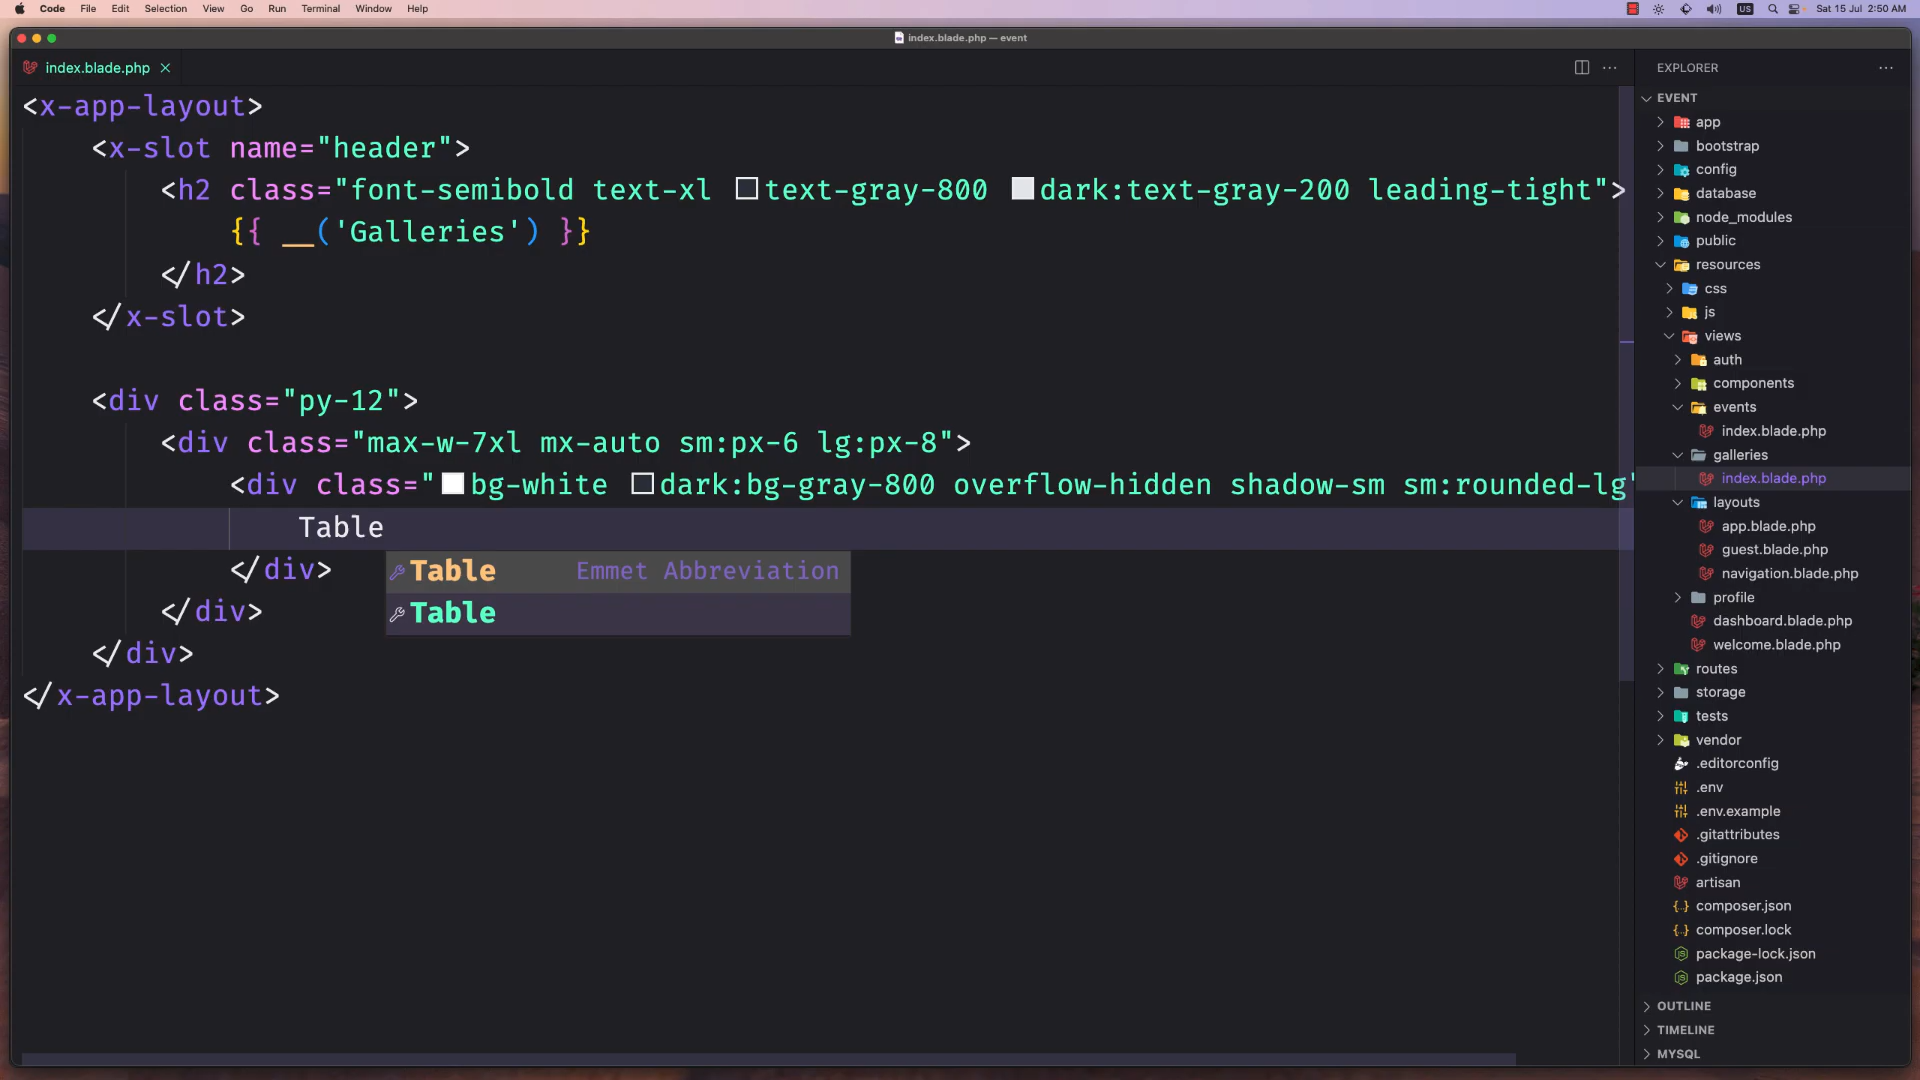 Code File Edit Selection View Go Run Terminal Window Help US Sat 15 Jul 2:50 AM
index.blade.php — event
index.blade.php
<x-app-layout>
<x-slot name="header">
<h2 class="font-semibold text-xl text-gray-800 dark:text-gray-200 leading-tight">
{{ __('Galleries') }}
</h2>
</x-slot>
<div class="py-12">
<div class="max-w-7xl mx-auto sm:px-6 lg:px-8">
<div class="bg-white dark:bg-gray-800 overflow-hidden shadow-sm sm:rounded-lg"
Table
</div>
Table Emmet Abbreviation
Table
</div>
</div>
</x-app-layout>
EXPLORER
EVENT
app
bootstrap
config
database
node_modules
public
resources
css
js
views
auth
components
events
index.blade.php
galleries
index.blade.php
layouts
app.blade.php
guest.blade.php
navigation.blade.php
profile
dashboard.blade.php
welcome.blade.php
routes
storage
tests
vendor
.editorconfig
.env
.env.example
.gitattributes
.gitignore
artisan
composer.json
composer.lock
package-lock.json
package.json
OUTLINE
TIMELINE
MYSQL